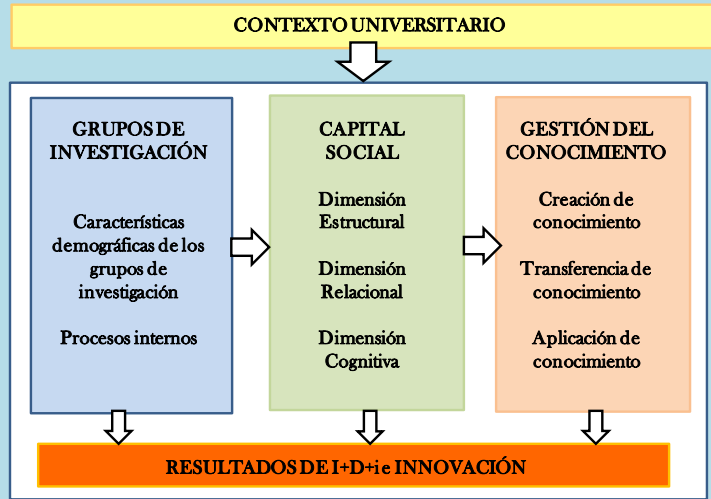 CONTEXTO UNIVERSITARIO
GRUPOS DE
INVESTIGACIÓN
Características
demográficas de los
grupos de
investigación
Procesos internos
CAPITAL
SOCIAL
Dimensión
Estructural
Dimensión
Relacional
Dimensión
Cognitiva
GESTIÓN DEL
CONOCIMIENTO
Creación de
conocimiento
Transferencia de
conocimiento
Aplicación de
conocimiento
RESULTADOS DE I+D+i e INNOVACIÓN